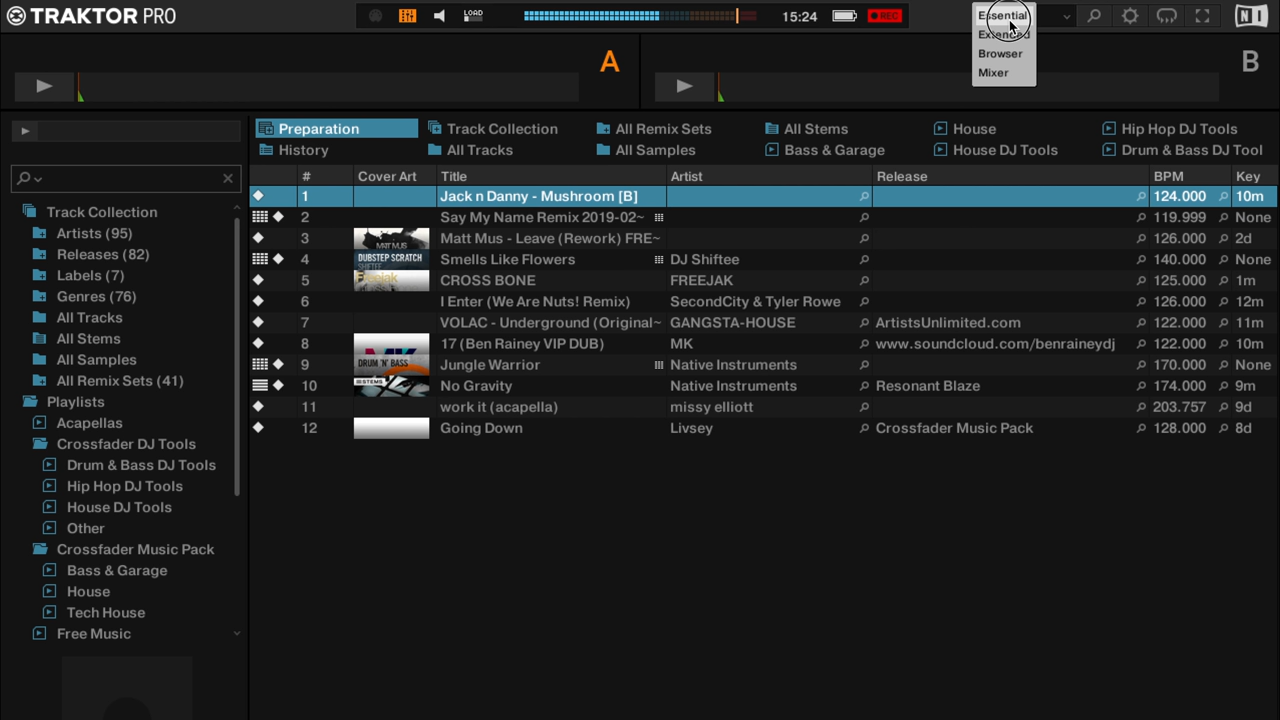 TRAKTOR PRO
LOAD
15:24
REC
Essential
Extended
Browser
Mixer
A
B
Preparation Track Collection All Remix Sets All Stems House Hip Hop DJ Tools
History All Tracks All Samples Bass & Garage House DJ Tools Drum & Bass DJ Tool
# Cover Art Title Artist Release BPM Key
1 Jack n Danny - Mushroom [B] 124.000 10m
2 Say My Name Remix 2019-02~ 119.999 None
3 Matt Mus - Leave (Rework) FRE~ 126.000 2d
4 Smells Like Flowers DJ Shiftee 140.000 None
5 CROSS BONE FREEJAK 125.000 1m
6 I Enter (We Are Nuts! Remix) SecondCity & Tyler Rowe 126.000 12m
7 VOLAC - Underground (Original~ GANGSTA-HOUSE ArtistsUnlimited.com 122.000 11m
8 17 (Ben Rainey VIP DUB) MK www.soundcloud.com/benraineydj 122.000 10m
9 Jungle Warrior Native Instruments 170.000 None
10 No Gravity Native Instruments Resonant Blaze 174.000 9m
11 work it (acapella) missy elliott 203.757 9d
12 Going Down Livsey Crossfader Music Pack 128.000 8d
MATT MUS
DUBSTEP SCRATCH
SHIFTEE
Freejak
DRUM 'N' BASS
STEMS
Track Collection
Artists (95)
Releases (82)
Labels (7)
Genres (76)
All Tracks
All Stems
All Samples
All Remix Sets (41)
Playlists
Acapellas
Crossfader DJ Tools
Drum & Bass DJ Tools
Hip Hop DJ Tools
House DJ Tools
Other
Crossfader Music Pack
Bass & Garage
House
Tech House
Free Music